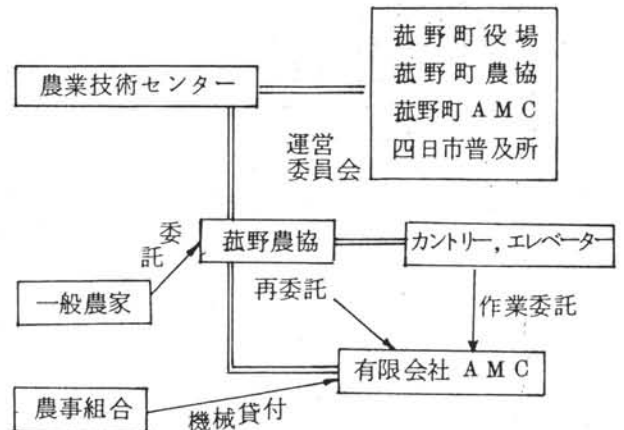 農業技術センター
菰野町役場
菰野町農協
菰野町AMC
四日市普及所
運営
委員会
委託
菰野農協
カントリー,エレベーター
一般農家
再委託
作業委託
有限会社 AMC
農事組合
機械貸付